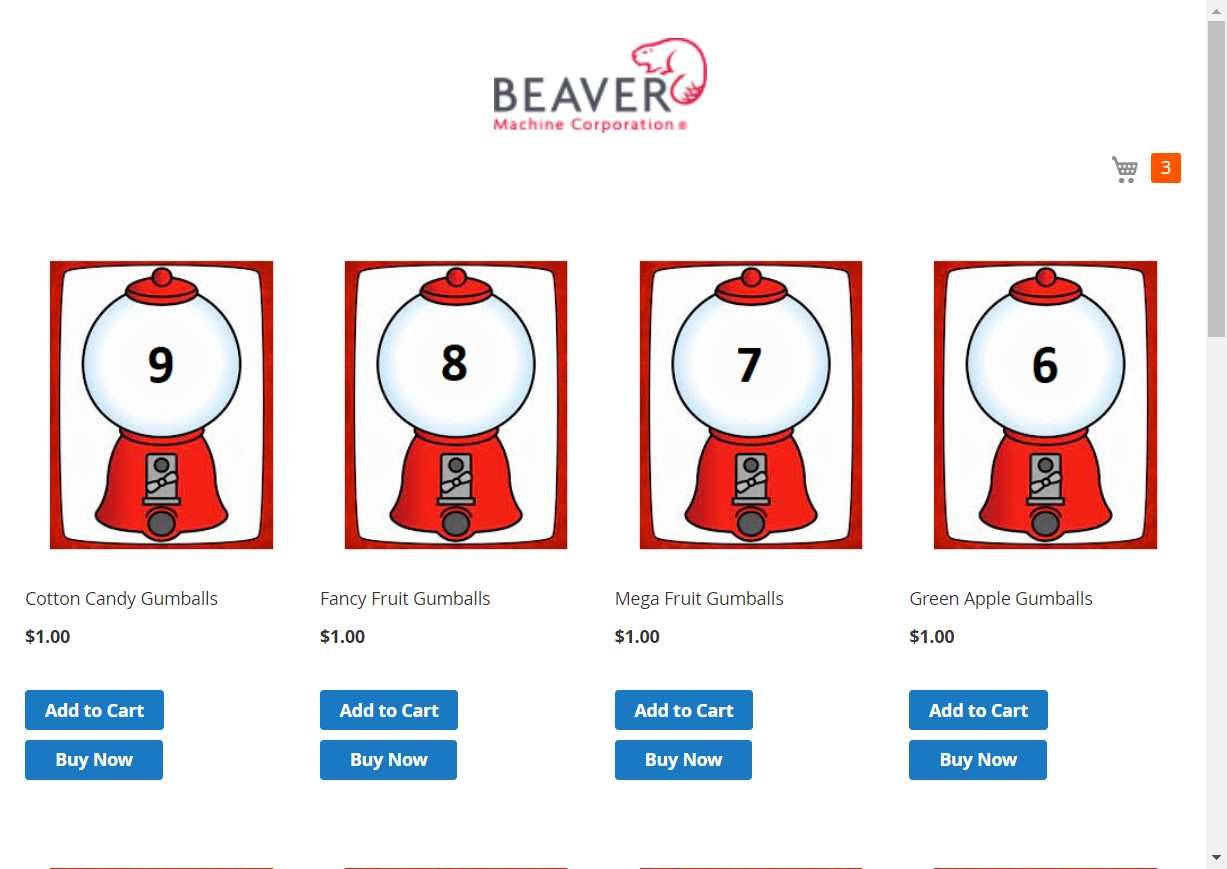 BEAVER
Machine Corporation ®
3
9
8
7
6
Cotton Candy Gumballs
Fancy Fruit Gumballs
Mega Fruit Gumballs
Green Apple Gumballs
$1.00
$1.00
$1.00
$1.00
Add to Cart
Add to Cart
Add to Cart
Add to Cart
Buy Now
Buy Now
Buy Now
Buy Now